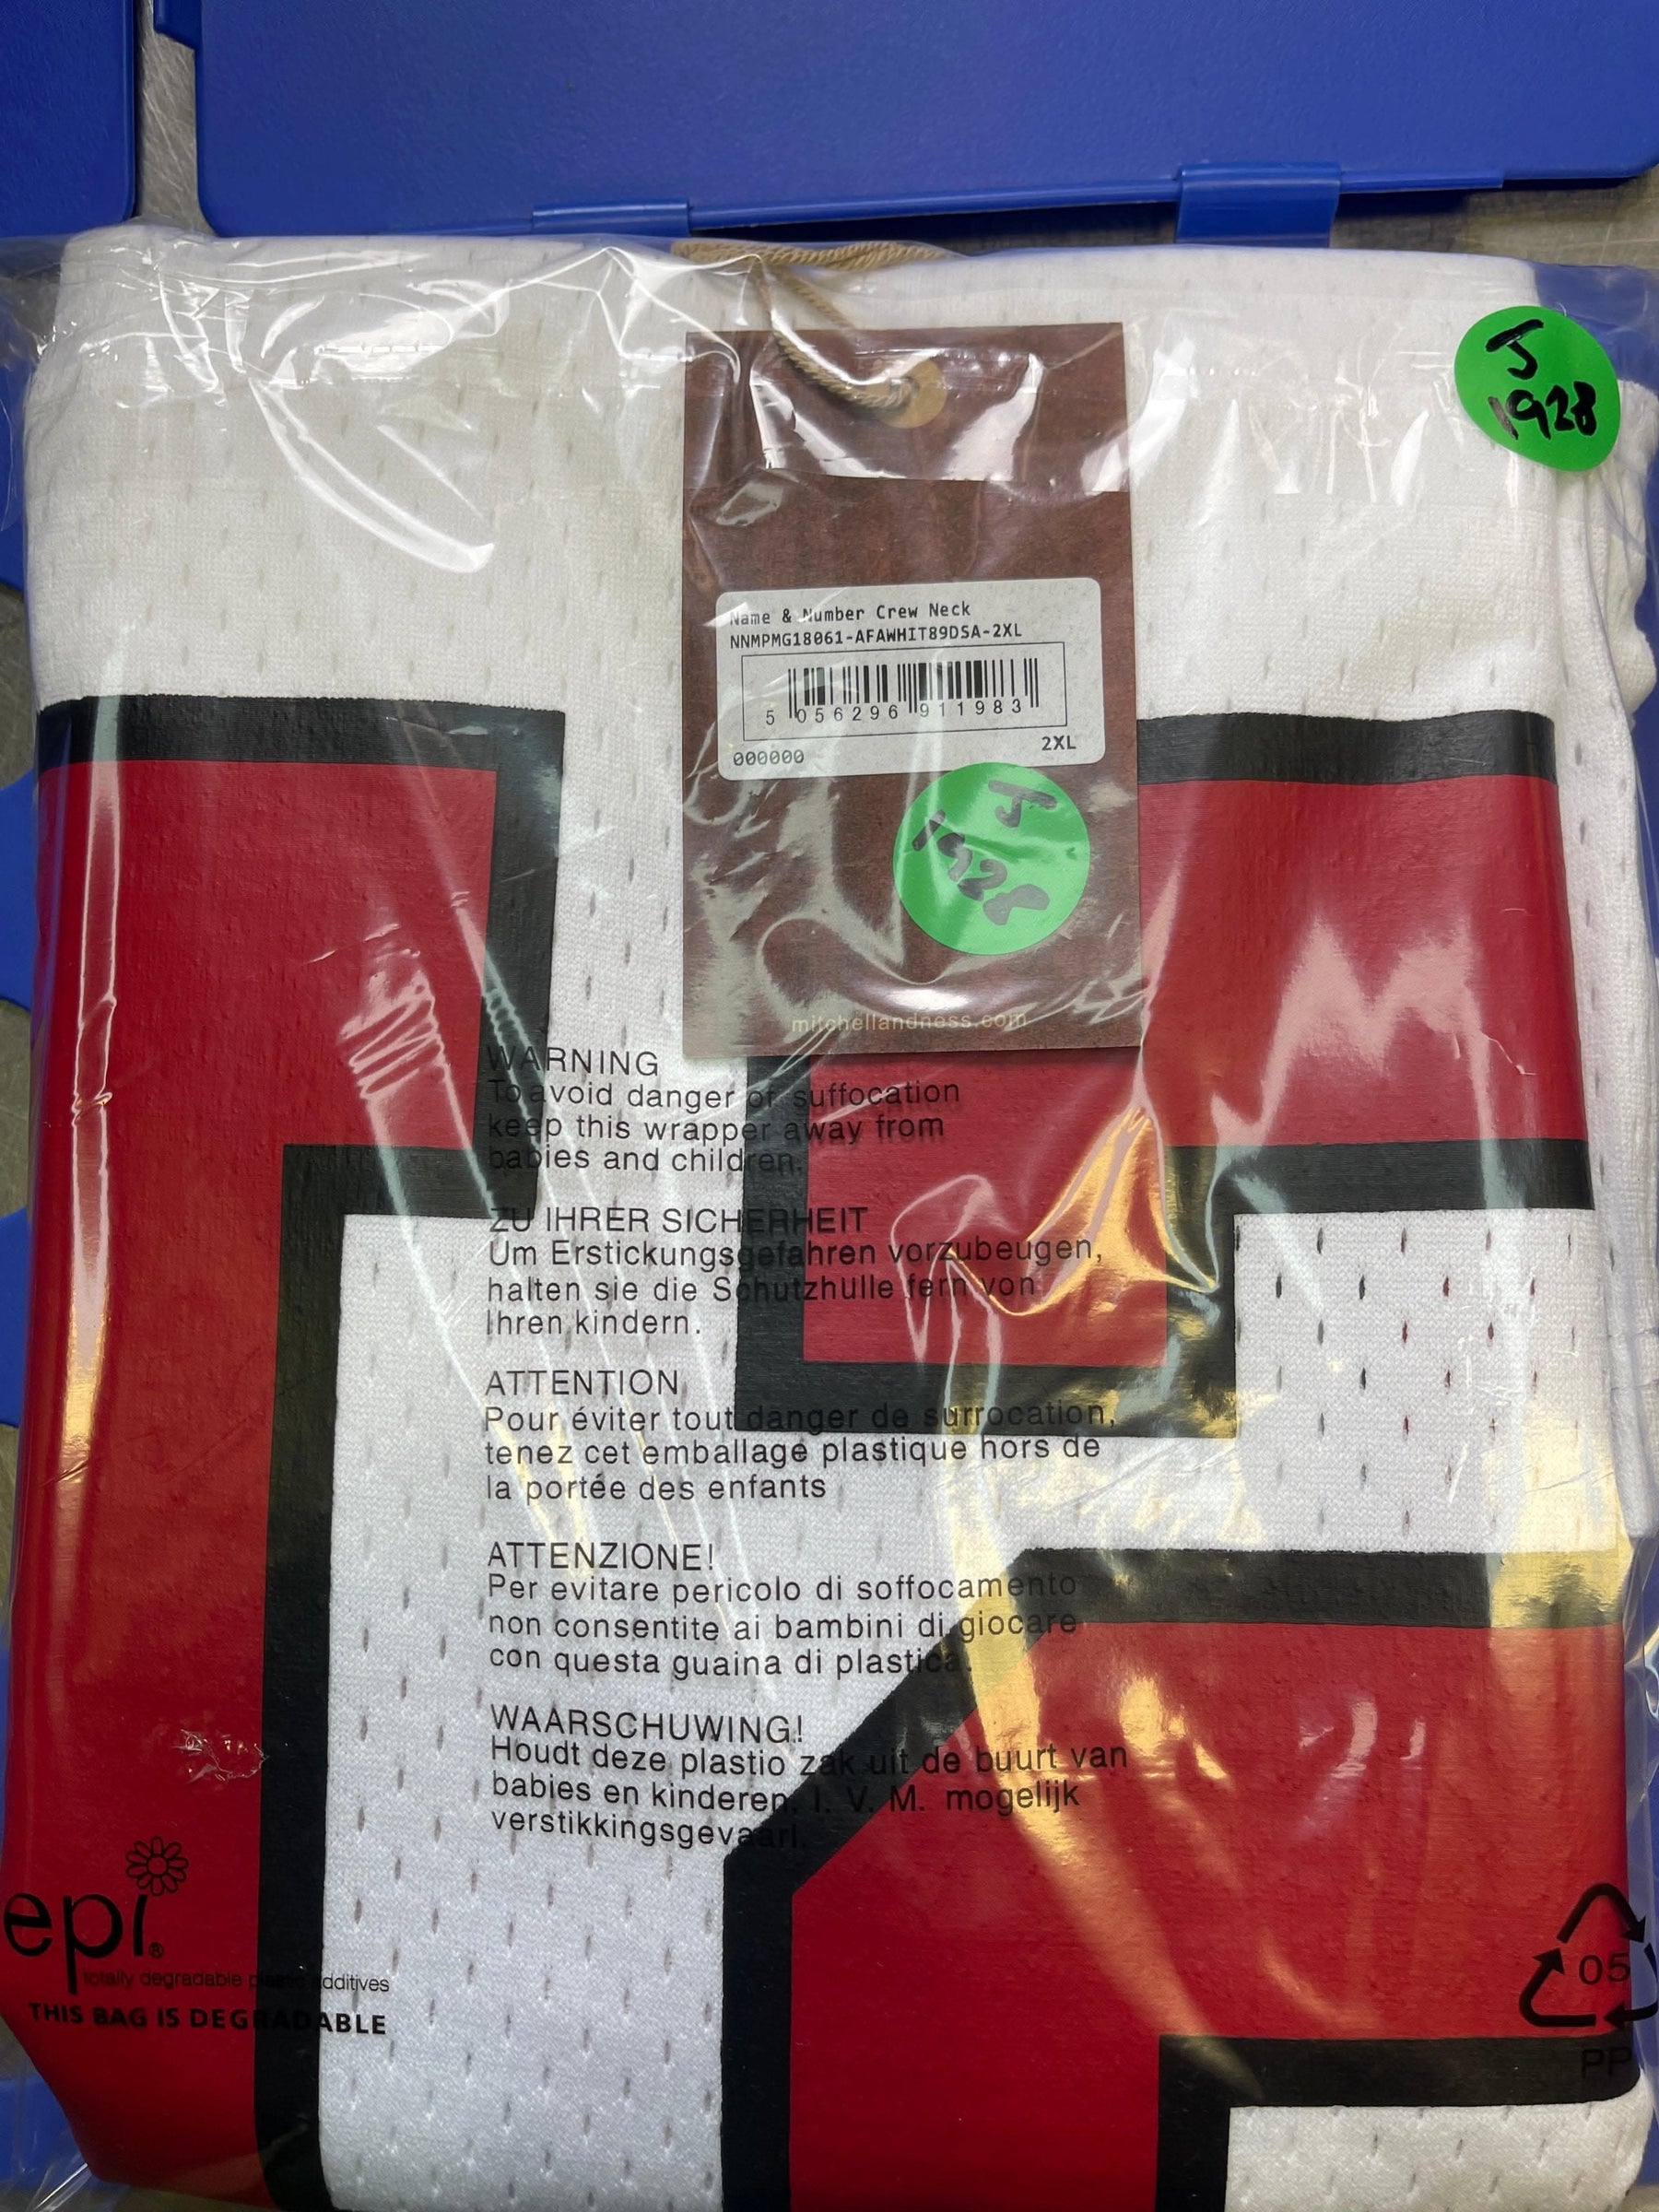 J
1928
Name & Number Crew Neck
NNMPMG18061-AFAWHIT89DSA-2XL
5 056296 911983
2XL
000000
J
1928
mitchellandness.com
WARNING
To avoid danger of suffocation
keep this wrapper away from
babies and children.
ZU IHRER SICHERHEIT
Um Erstickungsgefahren vorzubeugen,
halten sie die Schutzhulle fern von
Ihren kindern.
ATTENTION
Pour éviter tout danger de surrocation,
tenez cet emballage plastique hors de
la portée des enfants
ATTENZIONE!
Per evitare pericolo di soffocamento
non consentite ai bambini di giocare
con questa guaina di plastica.
WAARSCHUWING!
Houdt deze plastio zak uit de buurt van
babies en kinderen. I. V. M. mogelijk
verstikkingsgevaarl.
epi®
totally degradable plastic additives
THIS BAG IS DEGRADABLE
05
PP